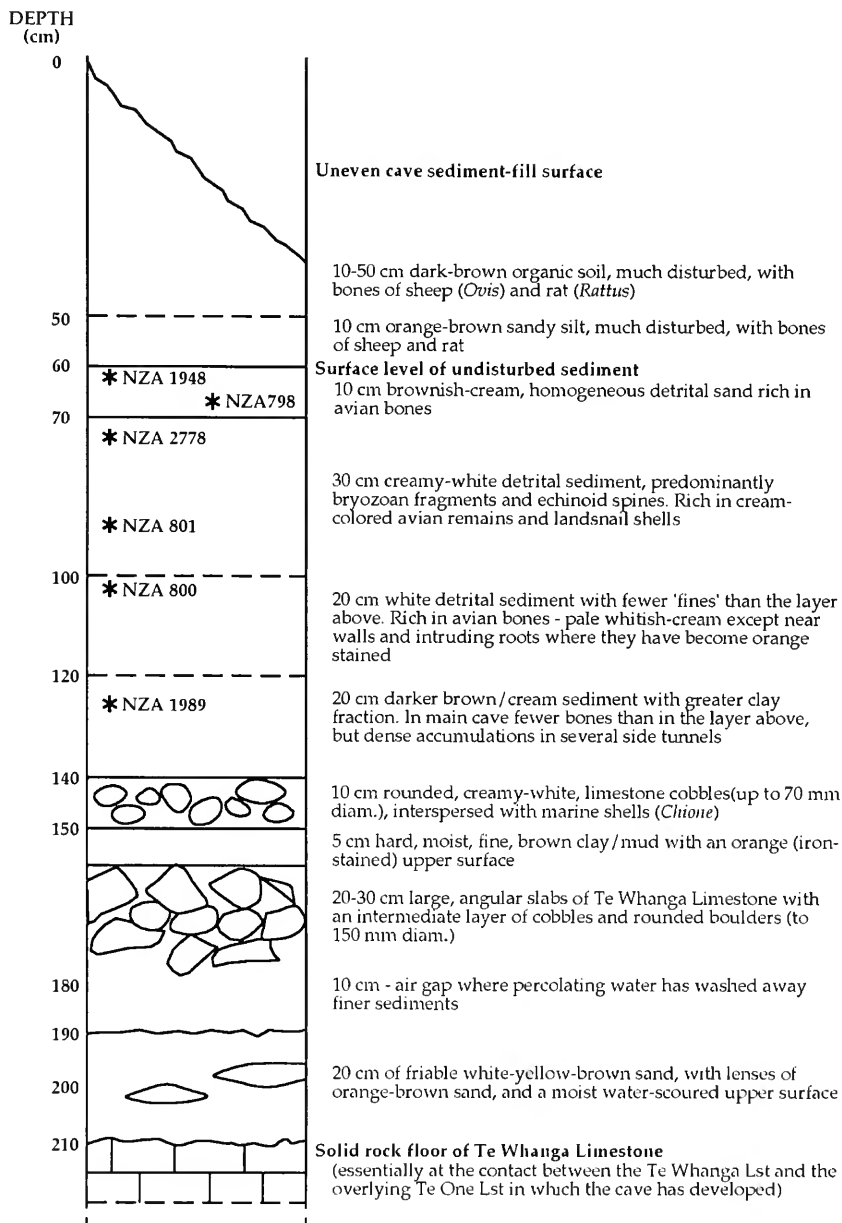 DEPTH
(cm)
0
Uneven cave sediment-fill surface
10-50 cm dark-brown organic soil, much disturbed, with
bones of sheep (Ovis) and rat (Rattus)
50
10 cm orange-brown sandy silt, much disturbed, with bones
of sheep and rat
60
Surface level of undisturbed sediment
* NZA 1948
10 cm brownish-cream, homogeneous detrital sand rich in
avian bones
* NZA798
70
* NZA 2778
30 cm creamy-white detrital sediment, predominantly
bryozoan fragments and echinoid spines. Rich in cream-
colored avian remains and landsnail shells
* NZA 801
100
* NZA 800
20 cm white detrital sediment with fewer 'fines' than the layer
above. Rich in avian bones - pale whitish-cream except near
walls and intruding roots where they have become orange
stained
120
* NZA 1989
20 cm darker brown/cream sediment with greater clay
fraction. In main cave fewer bones than in the layer above,
but dense accumulations in several side tunnels
140
10 cm rounded, creamy-white, limestone cobbles(up to 70 mm
diam.), interspersed with marine shells (Chione)
150
5 cm hard, moist, fine, brown clay/mud with an orange (iron-
stained) upper surface
20-30 cm large, angular slabs of Te Whanga Limestone with
an intermediate layer of cobbles and rounded boulders (to
150 mm diam.)
180
10 cm - air gap where percolating water has washed away
finer sediments
190
20 cm of friable white-yellow-brown sand, with lenses of
orange-brown sand, and a moist water-scoured upper surface
200
210
Solid rock floor of Te Whanga Limestone
(essentially at the contact between the Te Whanga Lst and the
overlying Te One Lst in which the cave has developed)